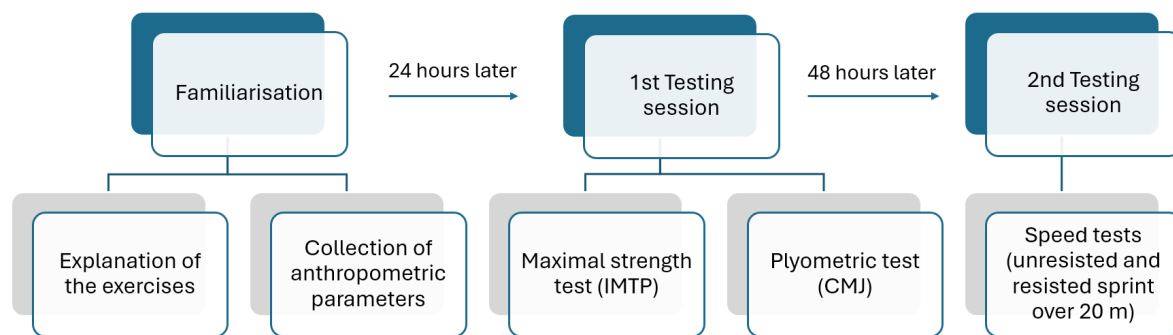 Familiarisation
24 hours later
1st Testing
session
48 hours later
2nd Testing
session
Explanation of
the exercises
Collection of
anthropometric
parameters
Maximal strength
test (IMTP)
Plyometric test
(CMJ)
Speed tests
(unresisted and
resisted sprint
over 20 m)